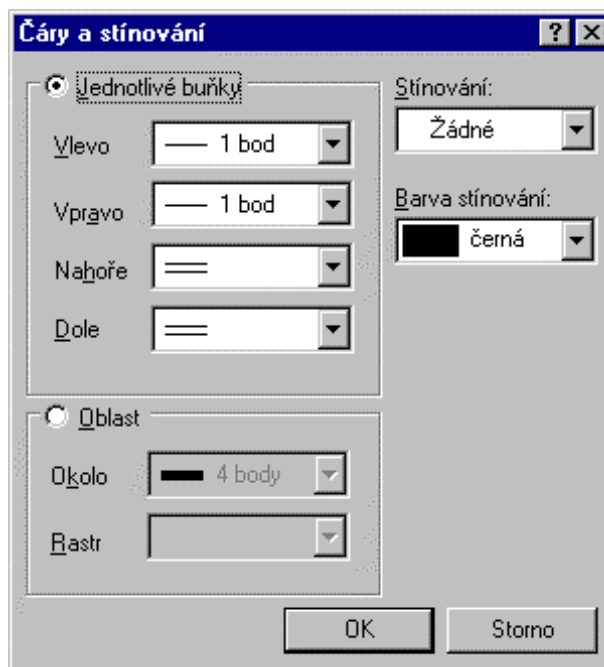 Čáry a stínování
Jednotlivé buňky
Vlevo 1 bod
Vpravo 1 bod
Nahoře
Dole
Stínování:
Žádné
Barva stínování:
černá
Oblast
Okolo 4 body
Rastr
OK Storno